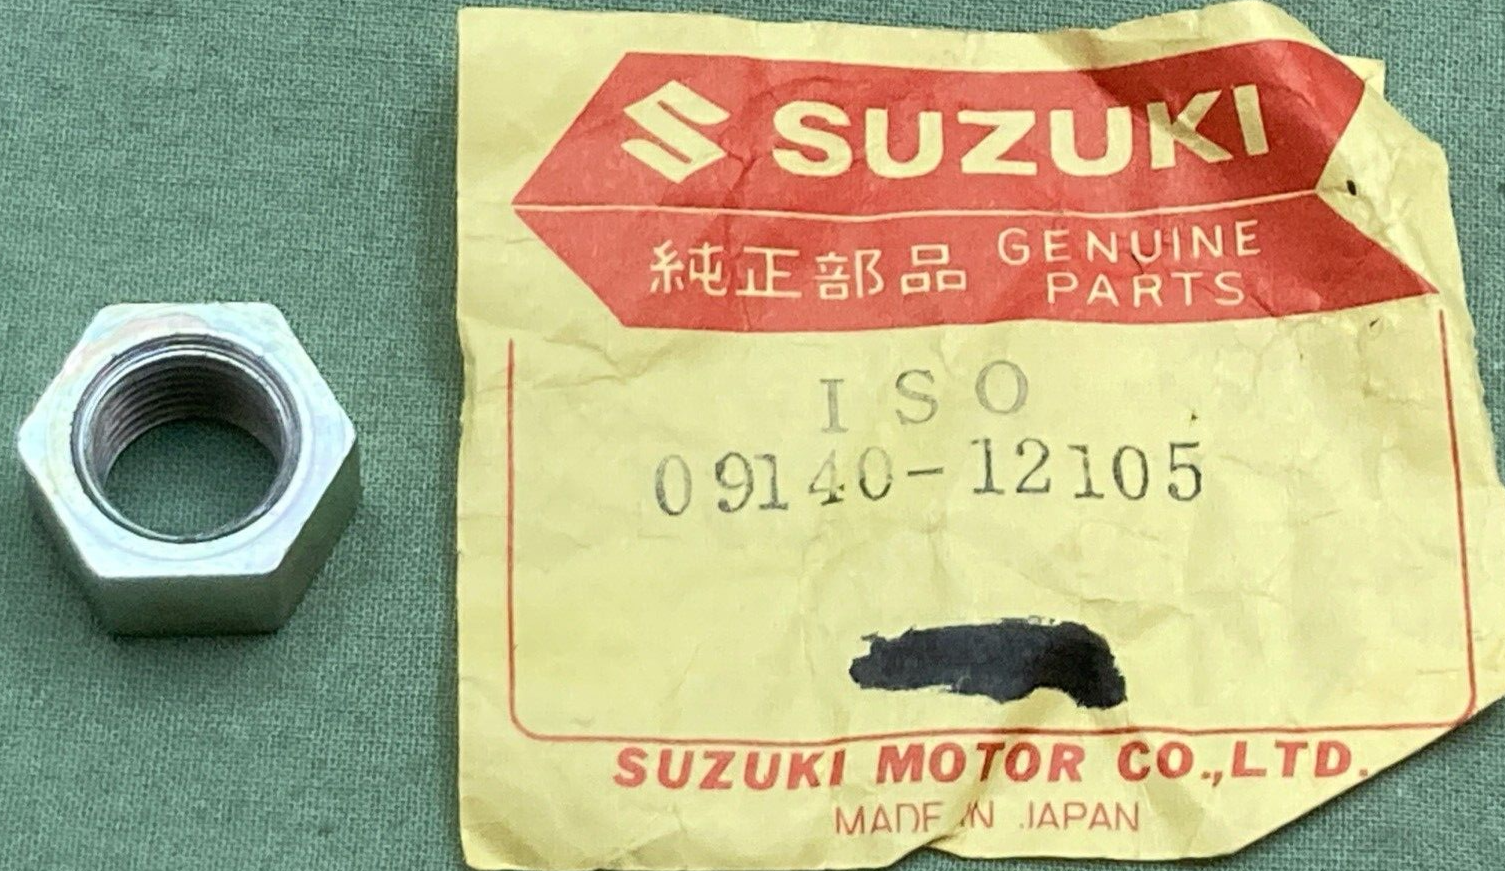 SUZUKI
純正部品 GENUINE
PARTS
ISO
09140-12105
SUZUKI MOTOR CO.,LTD.
MADE IN JAPAN